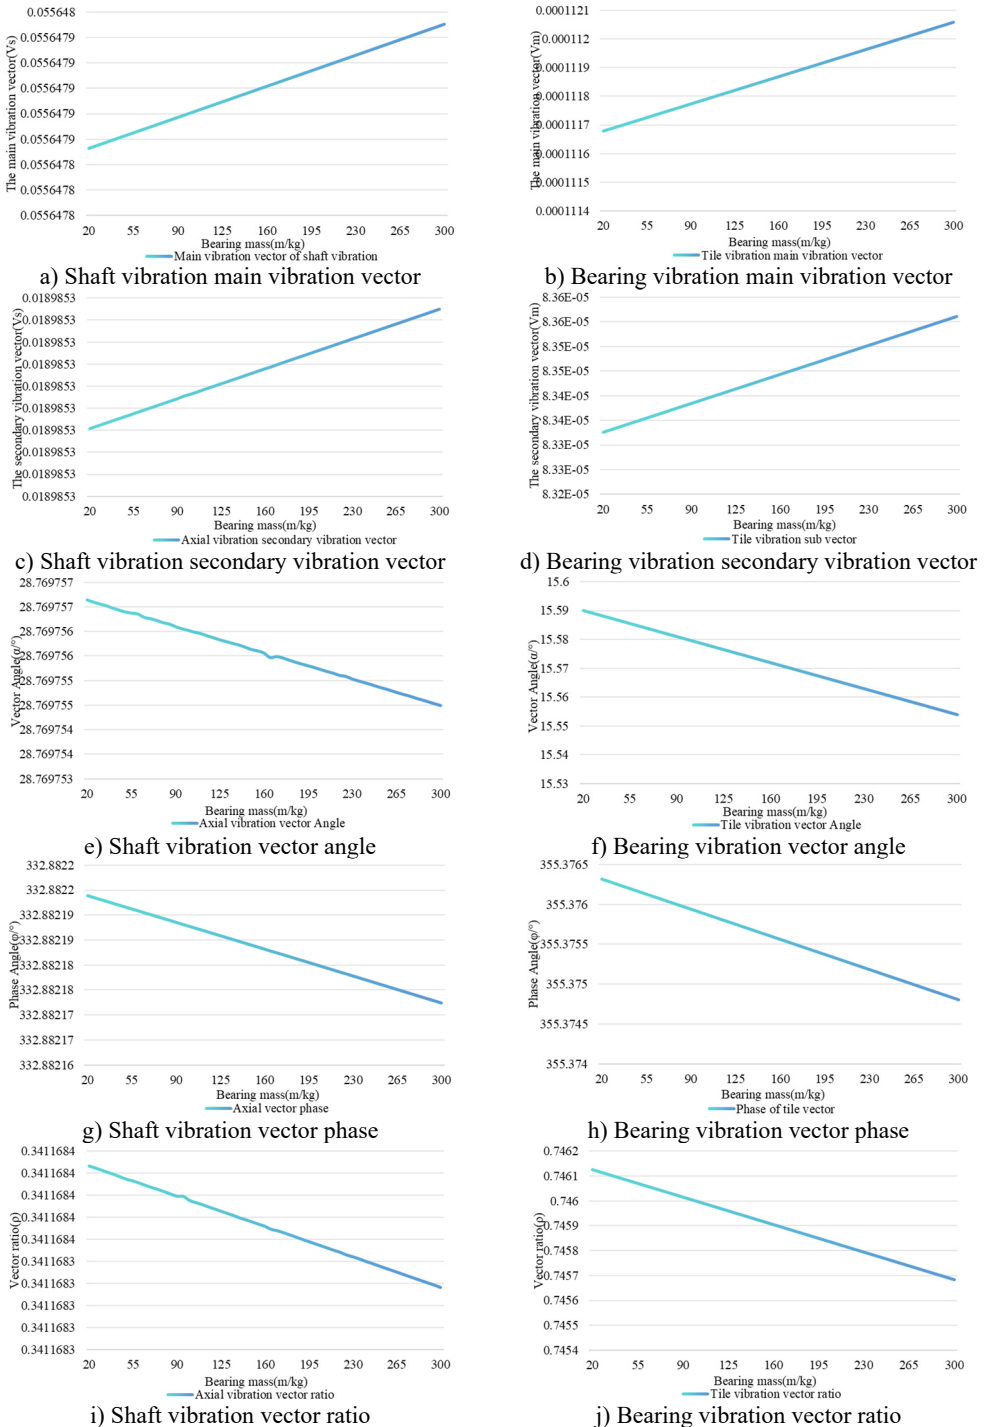 The main vibration vector(Vs)
0.055648
0.0556479
0.0556479
0.0556479
0.0556479
0.0556479
0.0556478
0.0556478
0.0556478
20 55 90 125 160 195 230 265 300
Bearing mass(m/kg)
Main vibration vector of shaft vibration
a) Shaft vibration main vibration vector
The main vibration vector(Vm)
0.0001121
0.000112
0.0001119
0.0001118
0.0001117
0.0001116
0.0001115
0.0001114
20 55 90 125 160 195 230 265 300
Bearing mass(m/kg)
Tile vibration main vibration vector
b) Bearing vibration main vibration vector
The secondary vibration vector(Vs)
0.0189853
0.0189853
0.0189853
0.0189853
0.0189853
0.0189853
0.0189853
0.0189853
0.0189853
0.0189853
20 55 90 125 160 195 230 265 300
Bearing mass(m/kg)
Axial vibration secondary vibration vector
c) Shaft vibration secondary vibration vector
The secondary vibration vector(Vm)
8.36E-05
8.36E-05
8.35E-05
8.35E-05
8.34E-05
8.34E-05
8.33E-05
8.33E-05
8.32E-05
20 55 90 125 160 195 230 265 300
Bearing mass(m/kg)
Tile vibration sub vector
d) Bearing vibration secondary vibration vector
Vector Angle(α/°)
28.769757
28.769757
28.769756
28.769756
28.769755
28.769755
28.769754
28.769754
28.769753
20 55 90 125 160 195 230 265 300
Bearing mass(m/kg)
Axial vibration vector Angle
e) Shaft vibration vector angle
Vector Angle(α/°)
15.6
15.59
15.58
15.57
15.56
15.55
15.54
15.53
20 55 90 125 160 195 230 265 300
Bearing mass(m/kg)
Tile vibration vector Angle
f) Bearing vibration vector angle
Phase Angle(φ/°)
332.8822
332.8822
332.88219
332.88219
332.88218
332.88218
332.88217
332.88217
332.88216
20 55 90 125 160 195 230 265 300
Bearing mass(m/kg)
Axial vector phase
g) Shaft vibration vector phase
Phase Angle(φ/°)
355.3765
355.376
355.3755
355.375
355.3745
355.374
20 55 90 125 160 195 230 265 300
Bearing mass(m/kg)
Phase of tile vector
h) Bearing vibration vector phase
Vector ratio(ρ)
0.3411684
0.3411684
0.3411684
0.3411684
0.3411684
0.3411683
0.3411683
0.3411683
0.3411683
0.3411683
20 55 90 125 160 195 230 265 300
Bearing mass(m/kg)
Axial vibration vector ratio
i) Shaft vibration vector ratio
Vector ratio(ρ)
0.7462
0.7461
0.746
0.7459
0.7458
0.7457
0.7456
0.7455
0.7454
20 55 90 125 160 195 230 265 300
Bearing mass(m/kg)
Tile vibration vector ratio
j) Bearing vibration vector ratio